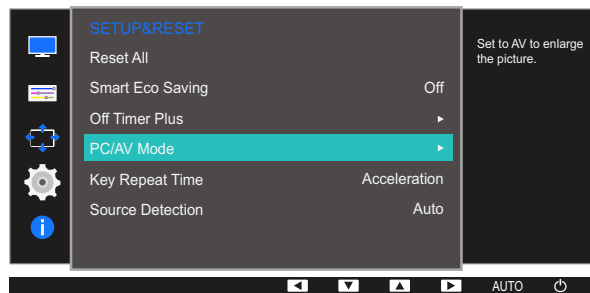 SETUP&RESET
Reset All
Smart Eco Saving Off
Off Timer Plus
PC/AV Mode
Key Repeat Time Acceleration
Source Detection Auto
Set to AV to enlarge
the picture.
AUTO